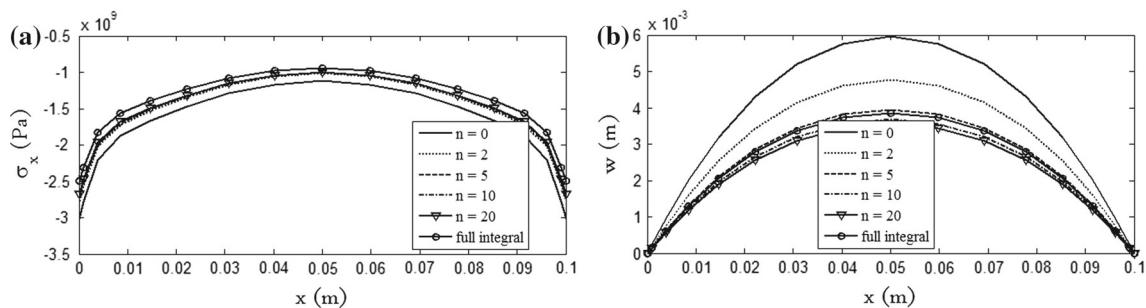 (a)
× 10⁹
-0.5
-1
-1.5
-2
-2.5
-3
-3.5
σx (Pa)
n = 0
n = 2
n = 5
n = 10
n = 20
full integral
0 0.01 0.02 0.03 0.04 0.05 0.06 0.07 0.08 0.09 0.1
x (m)
(b)
× 10⁻³
6
5
4
3
2
1
0
w (m)
n = 0
n = 2
n = 5
n = 10
n = 20
full integral
0 0.01 0.02 0.03 0.04 0.05 0.06 0.07 0.08 0.09 0.1
x (m)